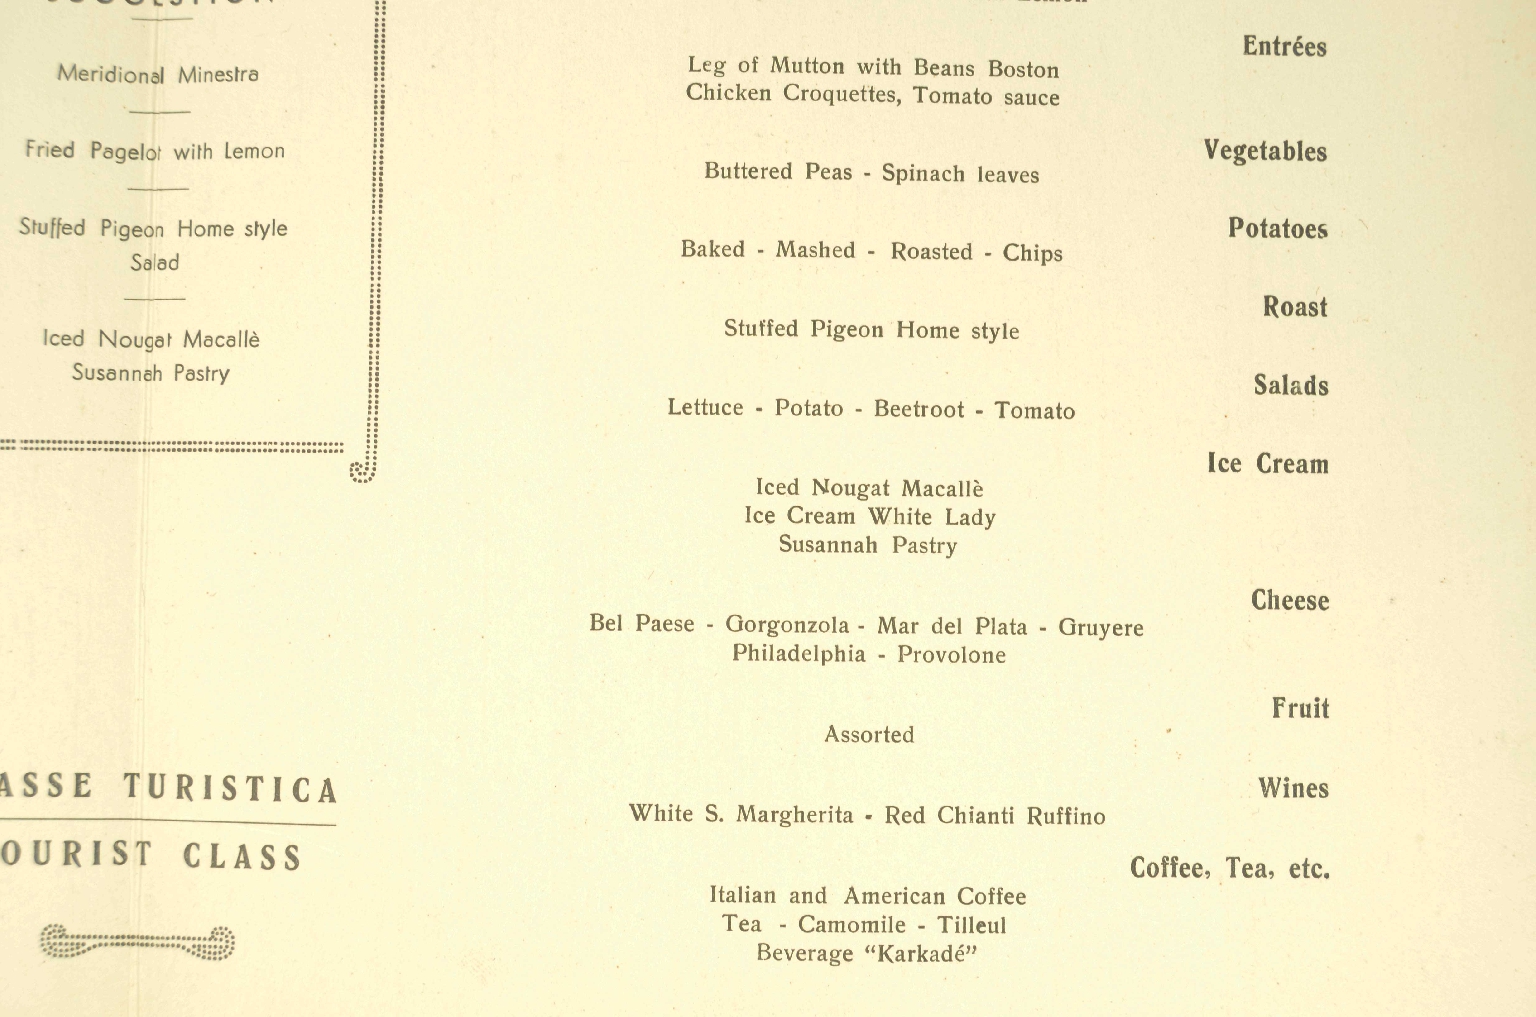 Meridional Minestra
Fried Pagelot with Lemon
Stuffed Pigeon Home style
Salad
Iced Nougat Macallè
Susannah Pastry
ASSE TURISTICA
OURIST CLASS
Entrées
Leg of Mutton with Beans Boston
Chicken Croquettes, Tomato sauce
Vegetables
Buttered Peas - Spinach leaves
Potatoes
Baked - Mashed - Roasted - Chips
Roast
Stuffed Pigeon Home style
Salads
Lettuce - Potato - Beetroot - Tomato
Ice Cream
Iced Nougat Macallè
Ice Cream White Lady
Susannah Pastry
Cheese
Bel Paese - Gorgonzola - Mar del Plata - Gruyere
Philadelphia - Provolone
Fruit
Assorted
Wines
White S. Margherita - Red Chianti Ruffino
Coffee, Tea, etc.
Italian and American Coffee
Tea - Camomile - Tilleul
Beverage “Karkadé”